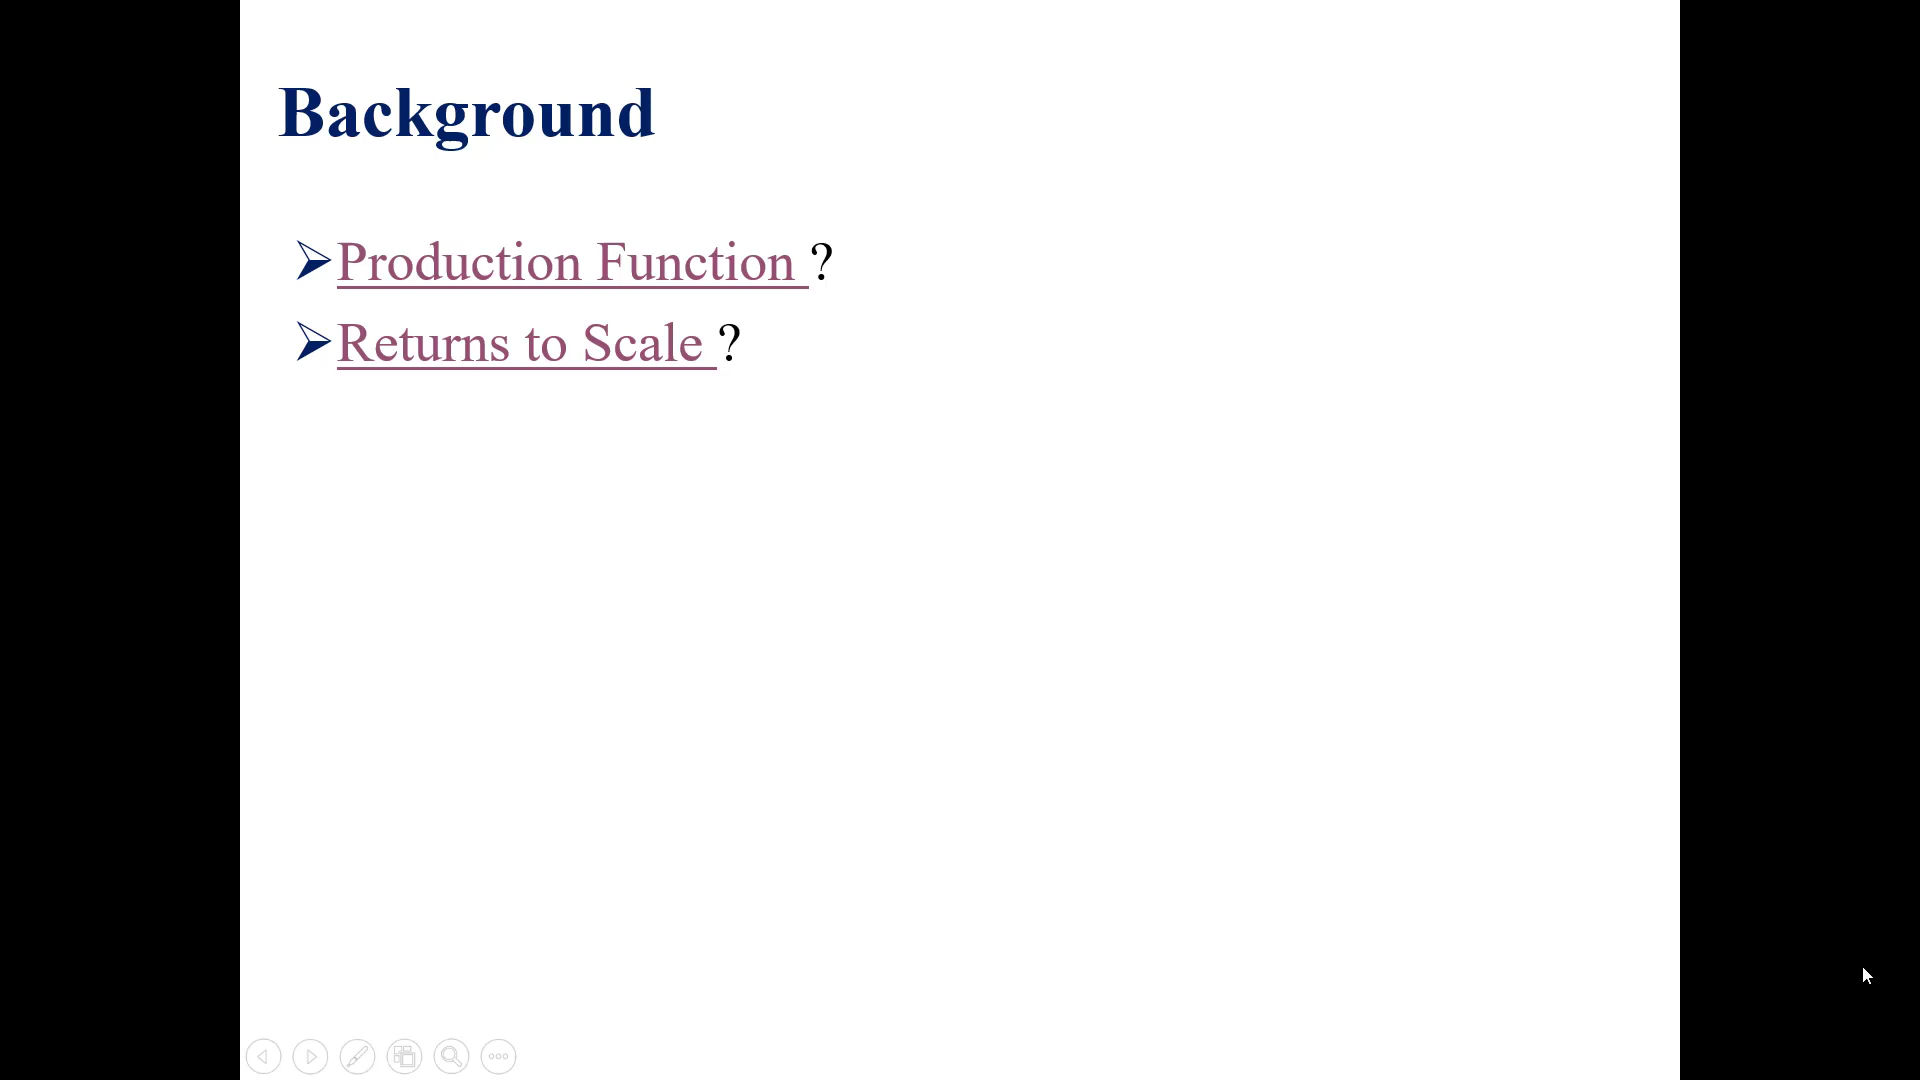 Background
➢Production Function ?
➢Returns to Scale ?